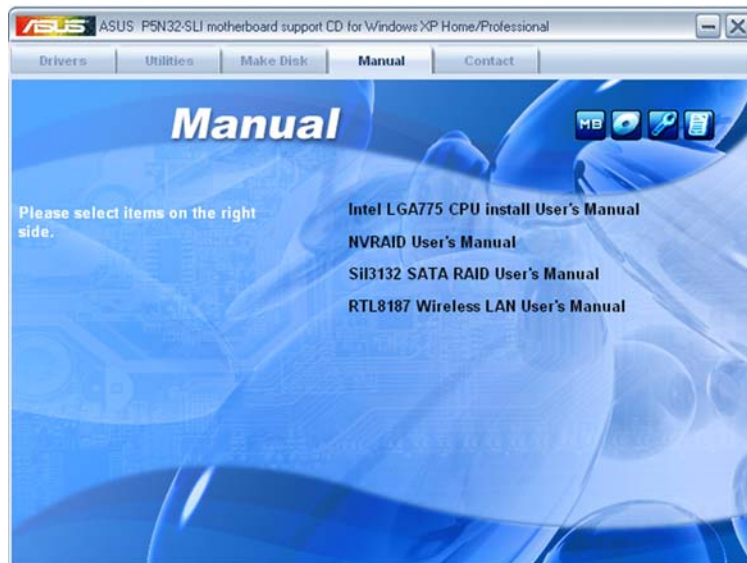 ASUS ASUS P5N32-SLI motherboard support CD for Windows XP Home/Professional
Drivers Utilities Make Disk Manual Contact
Manual
MB
Please select items on the right
side.
Intel LGA775 CPU install User's Manual
NVRAID User's Manual
SiI3132 SATA RAID User's Manual
RTL8187 Wireless LAN User's Manual